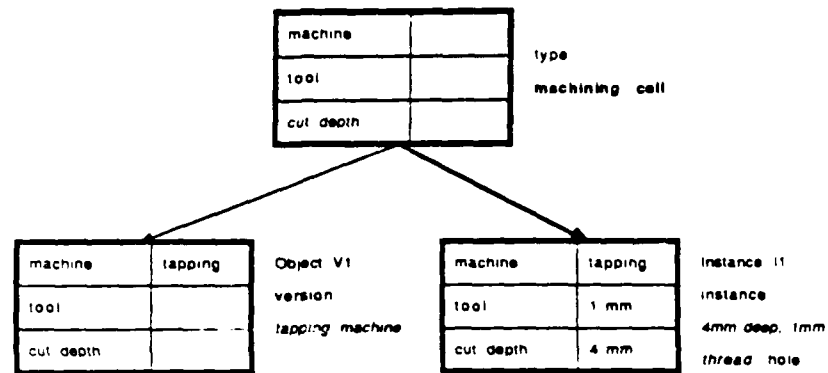 machine
tool
cut depth
type
machining cell
machine tapping
tool
cut depth
Object V1
version
tapping machine
machine tapping
tool 1 mm
cut depth 4 mm
Instance I1
instance
4mm deep, 1mm
thread hole